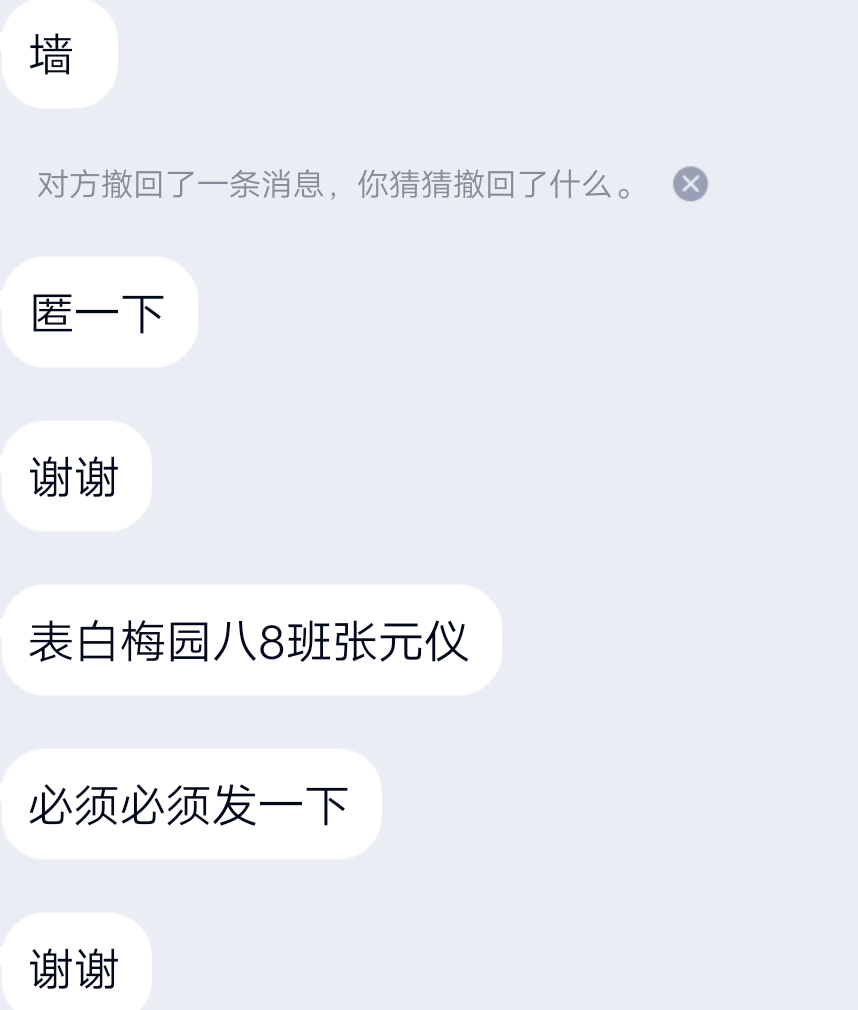 墙
对方撤回了一条消息，你猜猜撤回了什么。
匿一下
谢谢
表白梅园八8班张元仪
必须必须发一下
谢谢